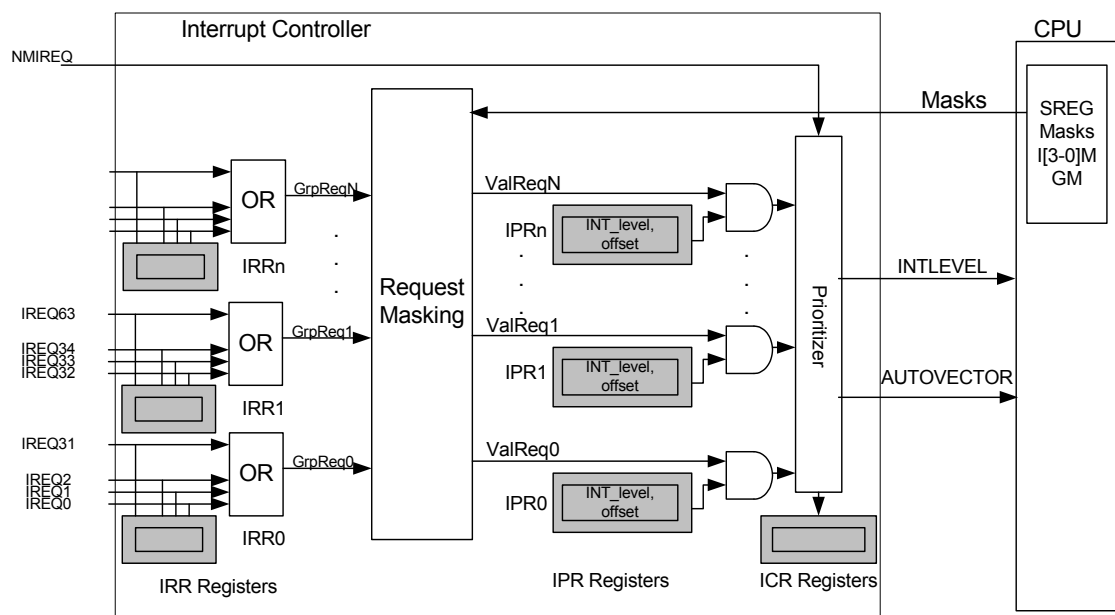 Interrupt Controller
CPU
NMIREQ
Masks
SREG
Masks
I[3-0]M
GM
OR
GrpReqN
ValReqN
IRRn
IPRn
INT_level,
offset
Request
Masking
Prioritizer
INTLEVEL
IREQ63
IREQ34
IREQ33
IREQ32
OR
GrpReq1
ValReq1
IRR1
IPR1
INT_level,
offset
AUTOVECTOR
IREQ31
IREQ2
IREQ1
IREQ0
OR
GrpReq0
ValReq0
IRR0
IPR0
INT_level,
offset
IRR Registers
IPR Registers
ICR Registers